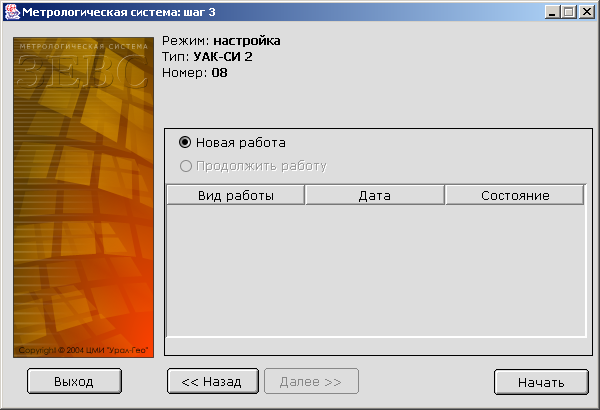 Метрологическая система: шаг 3
МЕТРОЛОГИЧЕСКАЯ СИСТЕМА
ЗЕВС
Режим: настройка
Тип: УАК-СИ 2
Номер: 08
Новая работа
Продолжить работу
Вид работы Дата Состояние
Copyright © 2004 ЦМИ "Урал-Гео"
Выход << Назад Далее >> Начать